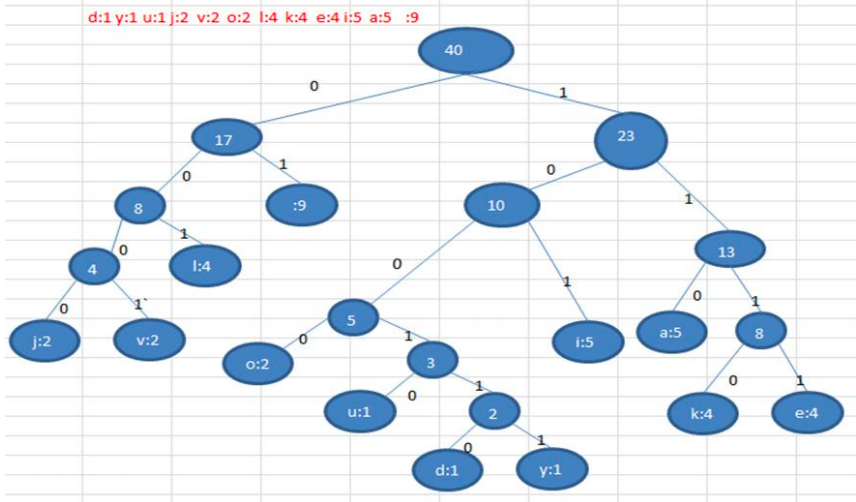 d:1 y:1 u:1 j:2 v:2 o:2 l:4 k:4 e:4 i:5 a:5 :9
40
0 1
17 23
0 1 0 1
8 :9 10 13
0 1 0 1 0 1
4 l:4 5 i:5 a:5 8
0 1` 0 1 0 1
j:2 v:2 o:2 3 k:4 e:4
0 1
u:1 2
0 1
d:1 y:1